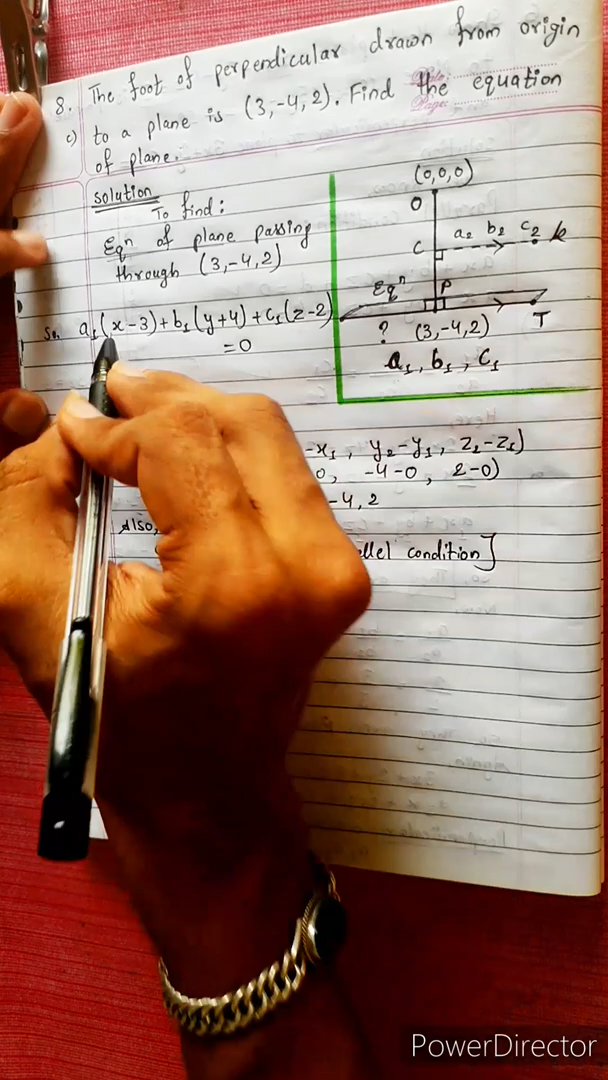 8. The foot of perpendicular drawn from origin
c) to a plane is (3,-4,2). Find the equation
of plane.
Solution
To find:
Eqⁿ of plane passing
through (3,-4,2)
So, a₁(x-3)+b₁(y+4)+c₁(z-2)
=0
(0,0,0)
O
C a₂ b₂ c₂ k
Eqⁿ P
? (3,-4,2) T
a₁, b₁, c₁
-x₁, y₂-y₁, z₂-z₁)
0, -4-0, 2-0)
-4, 2
Also,
llel condition]
PowerDirector